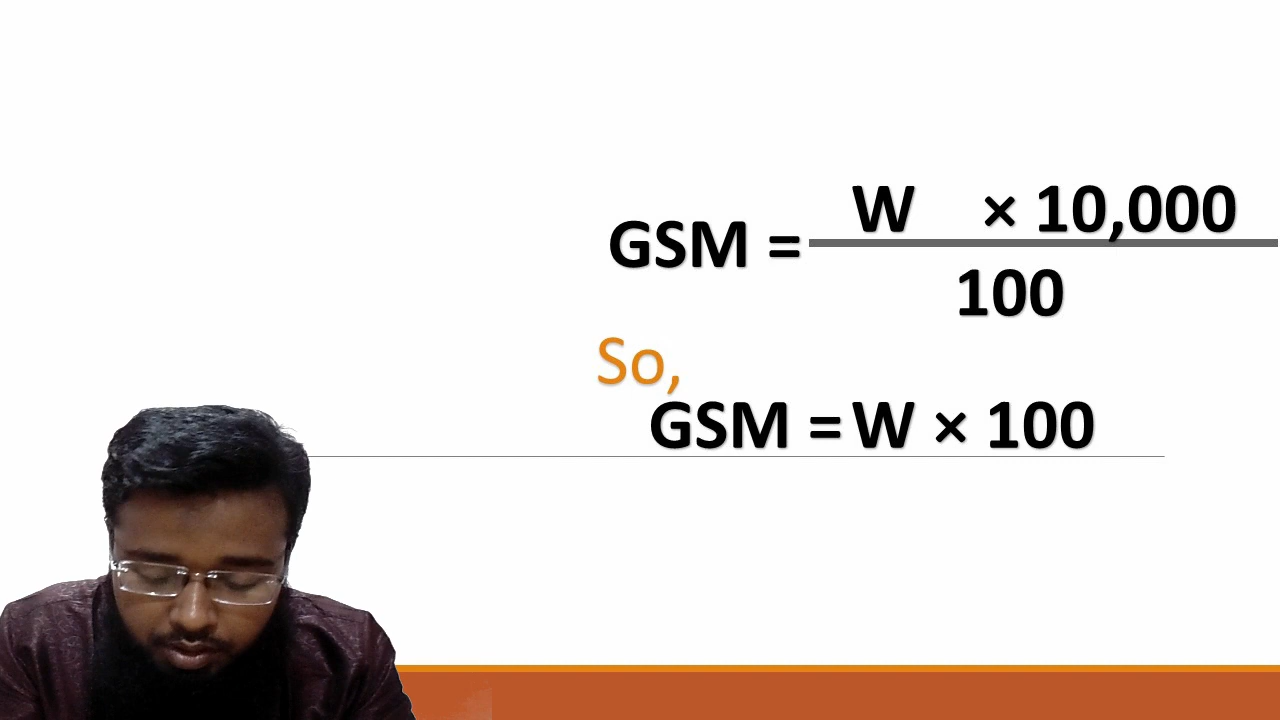 W × 10,000
GSM =
100
So,
GSM = W × 100